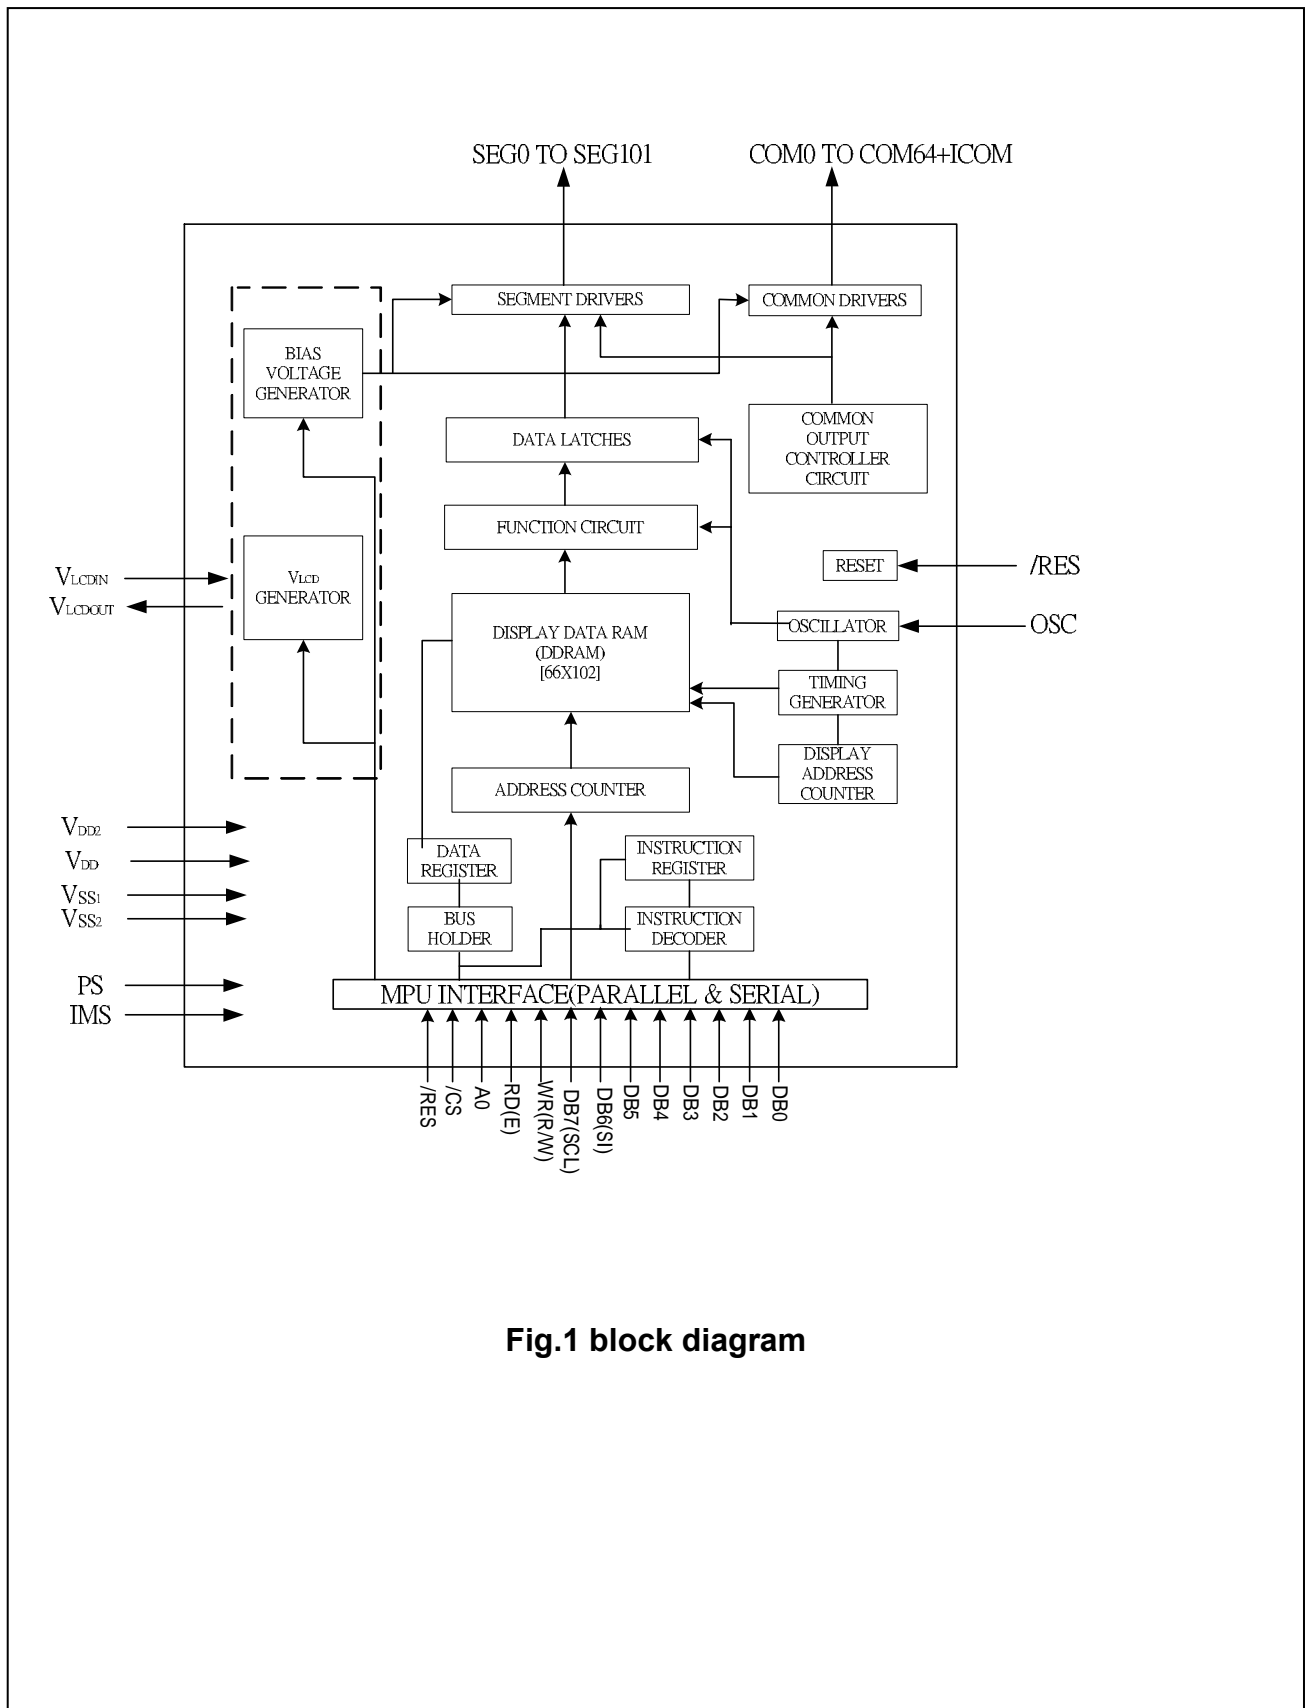 SEG0 TO SEG101
COM0 TO COM64+ICOM
SEGMENT DRIVERS
COMMON DRIVERS
BIAS
VOLTAGE
GENERATOR
COMMON
OUTPUT
CONTROLLER
CIRCUIT
DATA LATCHES
FUNCTION CIRCUIT
VLCD
GENERATOR
VLCDIN
VLCDOUT
RESET
/RES
OSCILLATOR
OSC
DISPLAY DATA RAM
(DDRAM)
[66X102]
TIMING
GENERATOR
DISPLAY
ADDRESS
COUNTER
ADDRESS COUNTER
VDD2
VDD
VSS1
VSS2
DATA
REGISTER
INSTRUCTION
REGISTER
BUS
HOLDER
INSTRUCTION
DECODER
PS
IMS
MPU INTERFACE(PARALLEL & SERIAL)
/RES
/CS
A0
RD(E)
WR(R/W)
DB7(SCL)
DB6(SI)
DB5
DB4
DB3
DB2
DB1
DB0
Fig.1 block diagram